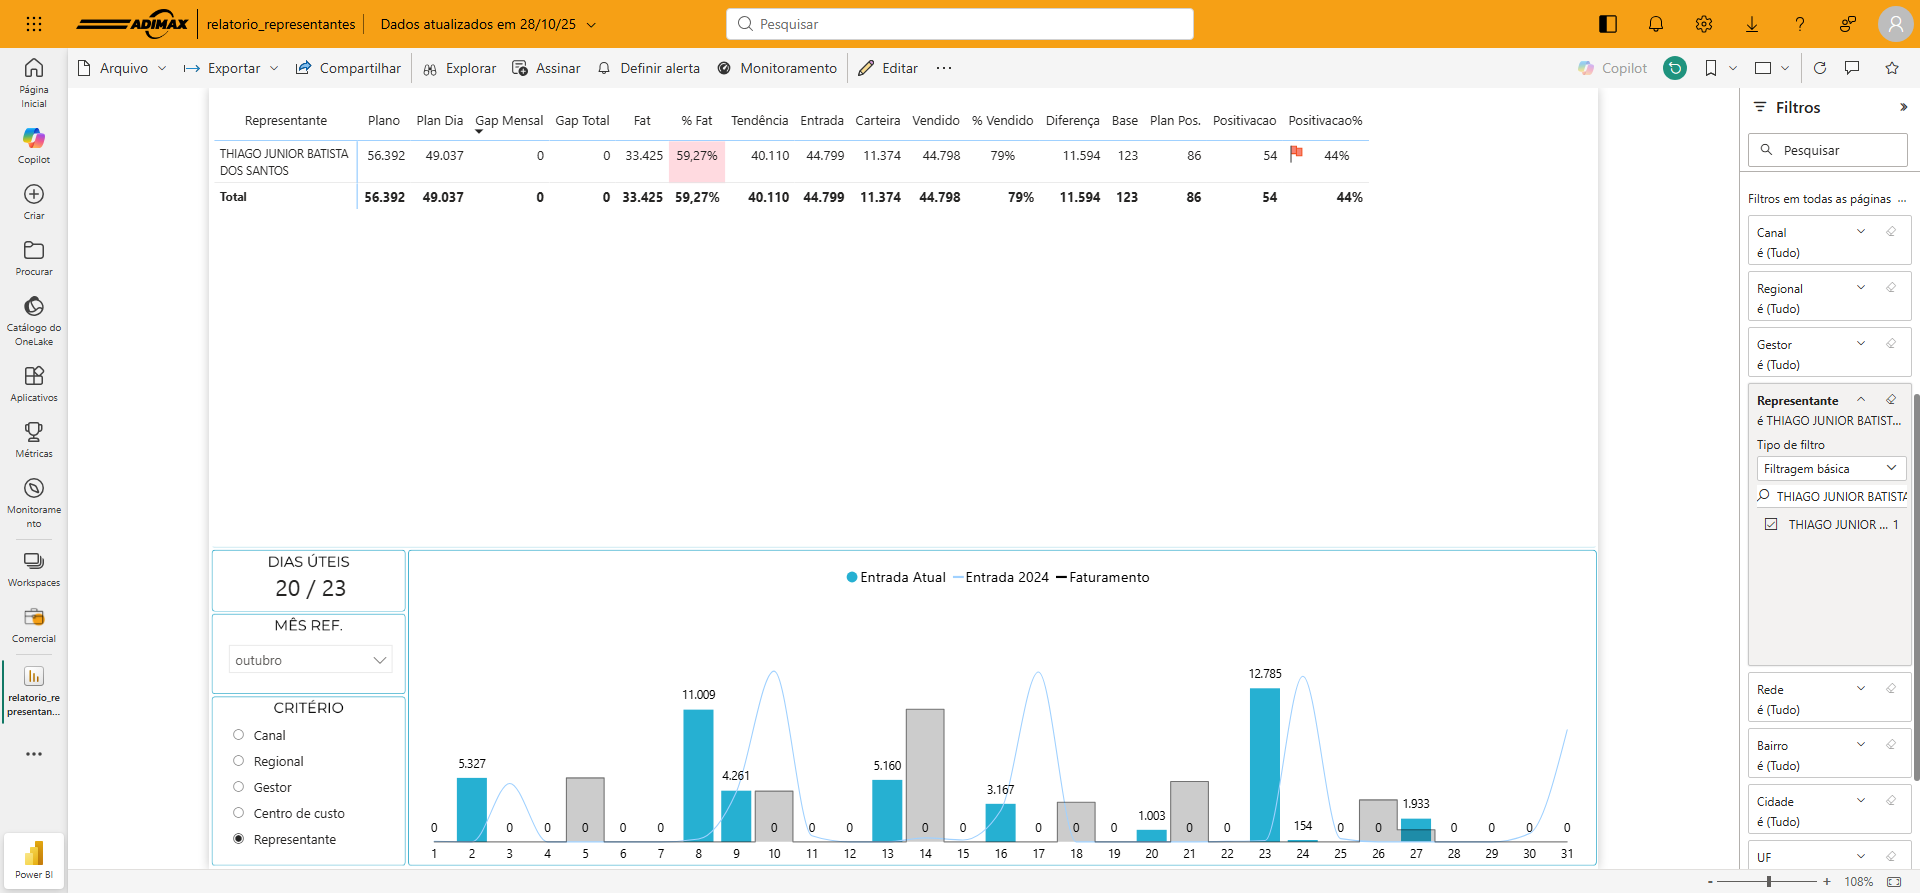 ADIMAX relatorio_representantes Dados atualizados em 28/10/25 Pesquisar
Arquivo Exportar Compartilhar Explorar Assinar Definir alerta Monitoramento Editar Copilot
Página
Inicial
Copilot
Criar
Procurar
Catálogo do
OneLake
Aplicativos
Métricas
Monitorame
nto
Workspaces
Comercial
relatorio_re
presentan...
Power BI
Representante Plano Plan Dia Gap Mensal Gap Total Fat % Fat Tendência Entrada Carteira Vendido % Vendido Diferença Base Plan Pos. Positivacao Positivacao%
THIAGO JUNIOR BATISTA 56.392 49.037 0 0 33.425 59,27% 40.110 44.799 11.374 44.798 79% 11.594 123 86 54 44%
DOS SANTOS
Total 56.392 49.037 0 0 33.425 59,27% 40.110 44.799 11.374 44.798 79% 11.594 123 86 54 44%
DIAS ÚTEIS
20 / 23
MÊS REF.
outubro
CRITÉRIO
Canal
Regional
Gestor
Centro de custo
Representante
Entrada Atual Entrada 2024 Faturamento
12.785
11.009
5.327 4.261 5.160
3.167
1.003 154 1.933
0 0 0 0 0 0 0 0 0 0 0 0 0 0 0 0 0 0 0 0 0 0
1 2 3 4 5 6 7 8 9 10 11 12 13 14 15 16 17 18 19 20 21 22 23 24 25 26 27 28 29 30 31
Filtros
Pesquisar
Filtros em todas as páginas ...
Canal
é (Tudo)
Regional
é (Tudo)
Gestor
é (Tudo)
Representante
é THIAGO JUNIOR BATIST...
Tipo de filtro
Filtragem básica
THIAGO JUNIOR BATISTA
THIAGO JUNIOR ... 1
Rede
é (Tudo)
Bairro
é (Tudo)
Cidade
é (Tudo)
UF
- + 108%